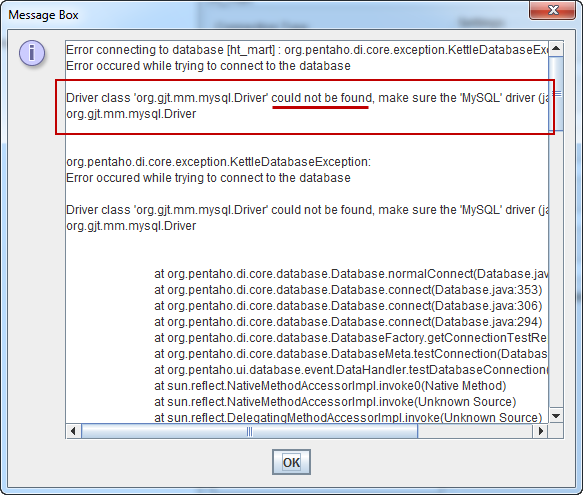 Message Box
Error connecting to database [ht_mart] : org.pentaho.di.core.exception.KettleDatabaseExc
Error occured while trying to connect to the database
Driver class 'org.gjt.mm.mysql.Driver' could not be found, make sure the 'MySQL' driver (ja
org.gjt.mm.mysql.Driver
org.pentaho.di.core.exception.KettleDatabaseException:
Error occured while trying to connect to the database
Driver class 'org.gjt.mm.mysql.Driver' could not be found, make sure the 'MySQL' driver (ja
org.gjt.mm.mysql.Driver
at org.pentaho.di.core.database.Database.normalConnect(Database.jav
at org.pentaho.di.core.database.Database.connect(Database.java:353)
at org.pentaho.di.core.database.Database.connect(Database.java:306)
at org.pentaho.di.core.database.Database.connect(Database.java:294)
at org.pentaho.di.core.database.DatabaseFactory.getConnectionTestRe
at org.pentaho.di.core.database.DatabaseMeta.testConnection(Databas
at org.pentaho.ui.database.event.DataHandler.testDatabaseConnection(
at sun.reflect.NativeMethodAccessorImpl.invoke0(Native Method)
at sun.reflect.NativeMethodAccessorImpl.invoke(Unknown Source)
at sun.reflect.DelegatingMethodAccessorImpl.invoke(Unknown Source)
OK